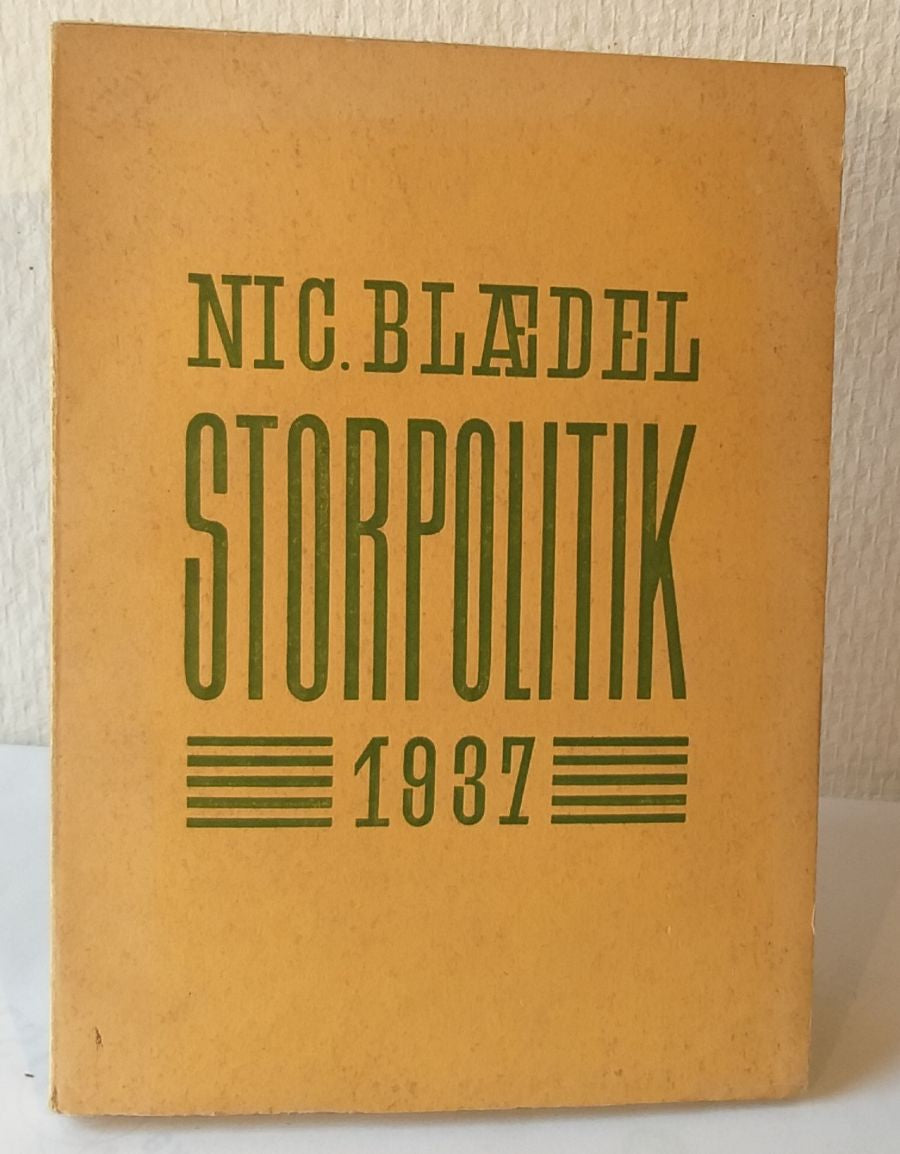 NIC. BLÆDEL
STORPOLITIK
1937